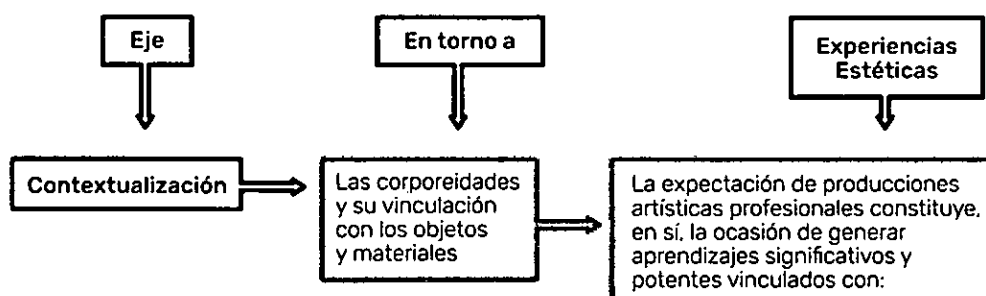 Eje
En torno a
Experiencias
Estéticas
Contextualización
Las corporeidades
y su vinculación
con los objetos
y materiales
La expectación de producciones
artísticas profesionales constituye,
en sí, la ocasión de generar
aprendizajes significativos y
potentes vinculados con: